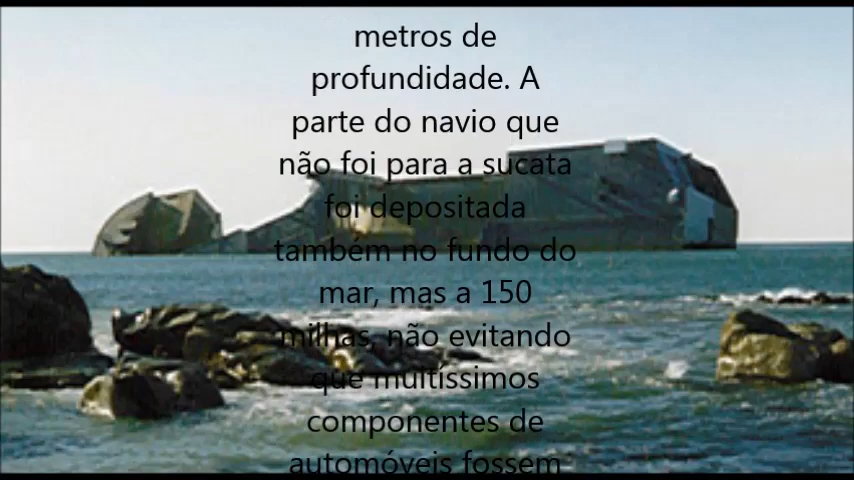 metros de
profundidade. A
parte do navio que
não foi para a sucata
foi depositada
também no fundo do
mar, mas a 150
milhas, não evitando
que muitíssimos
componentes de
automóveis fossem